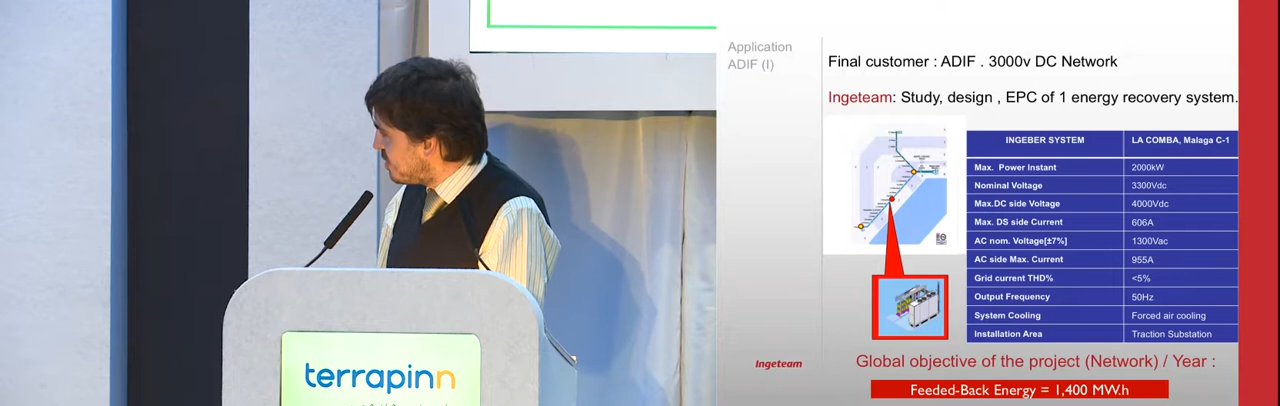 terrapinn
Application
ADIF (I)
Final customer : ADIF . 3000v DC Network
Ingeteam: Study, design , EPC of 1 energy recovery system.
INGEBER SYSTEM LA COMBA, Malaga C-1
Max. Power Instant 2000kW
Nominal Voltage 3300Vdc
Max.DC side Voltage 4000Vdc
Max. DS side Current 606A
AC nom. Voltage[±7%] 1300Vac
AC side Max. Current 955A
Grid current THD% <5%
Output Frequency 50Hz
System Cooling Forced air cooling
Installation Area Traction Substation
Ingeteam
Global objective of the project (Network) / Year :
Feeded-Back Energy = 1,400 MW.h